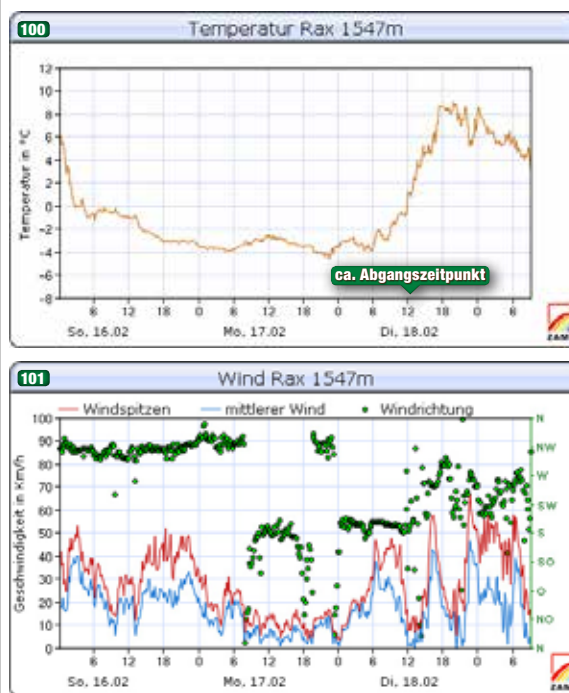 100
Temperatur Rax 1547m
Temperatur in °C
12
10
8
6
4
2
0
-2
-4
-6
-8
ca. Abgangszeitpunkt
6 12 18 0 6 12 18 0 6 12 18 0 6
So, 16.02 Mo, 17.02 Di, 18.02
101
Wind Rax 1547m
Windspitzen mittlerer Wind Windrichtung
Geschwindigkeit in Km/h
100
90
80
70
60
50
40
30
20
10
0
N
NW
W
SW
S
SO
O
NO
N
6 12 18 0 6 12 18 0 6 12 18 0 6
So, 16.02 Mo, 17.02 Di, 18.02